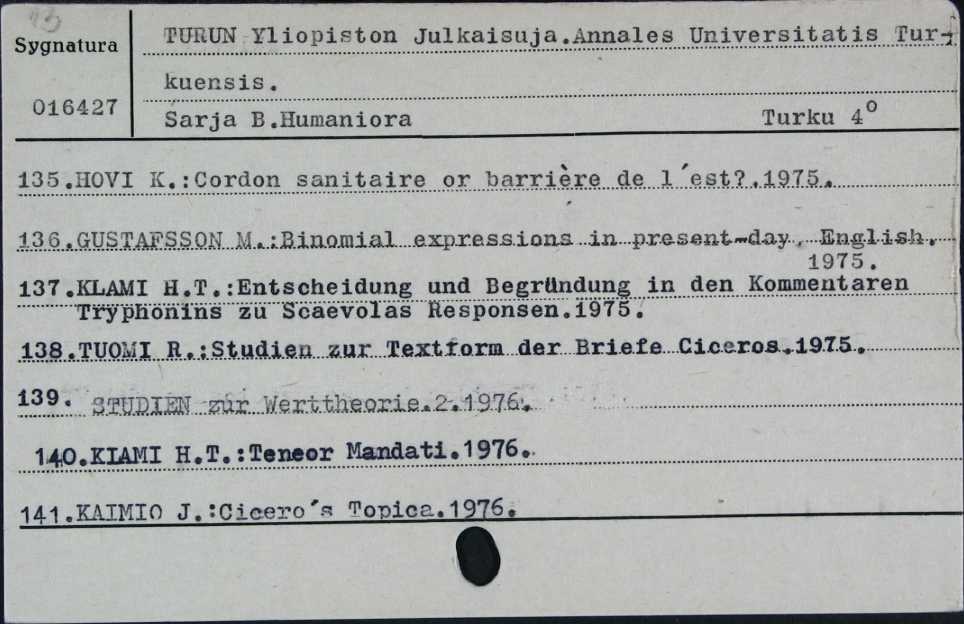 13
Sygnatura
TURUN Yliopiston Julkaisuja.Annales Universitatis Tur-
kuensis.
016427
Sarja B.Humaniora Turku 4°
135.HOVI K.:Cordon sanitaire or barrière de l´est?.1975.
136.GUSTAFSSON M.:Binomial expressions in present-day. English.
1975.
137.KLAMI H.T.:Entscheidung und Begründung in den Kommentaren
Tryphonins zu Scaevolas Responsen.1975.
138.TUOMI R.:Studien zur Textform der Briefe Ciceros.1975.
139. STUDIEN zur Werttheorie.2.1976.
140.KLAMI H.T.:Teneor Mandati.1976.
141.KAIMIO J.:Cicero´s Topica.1976.